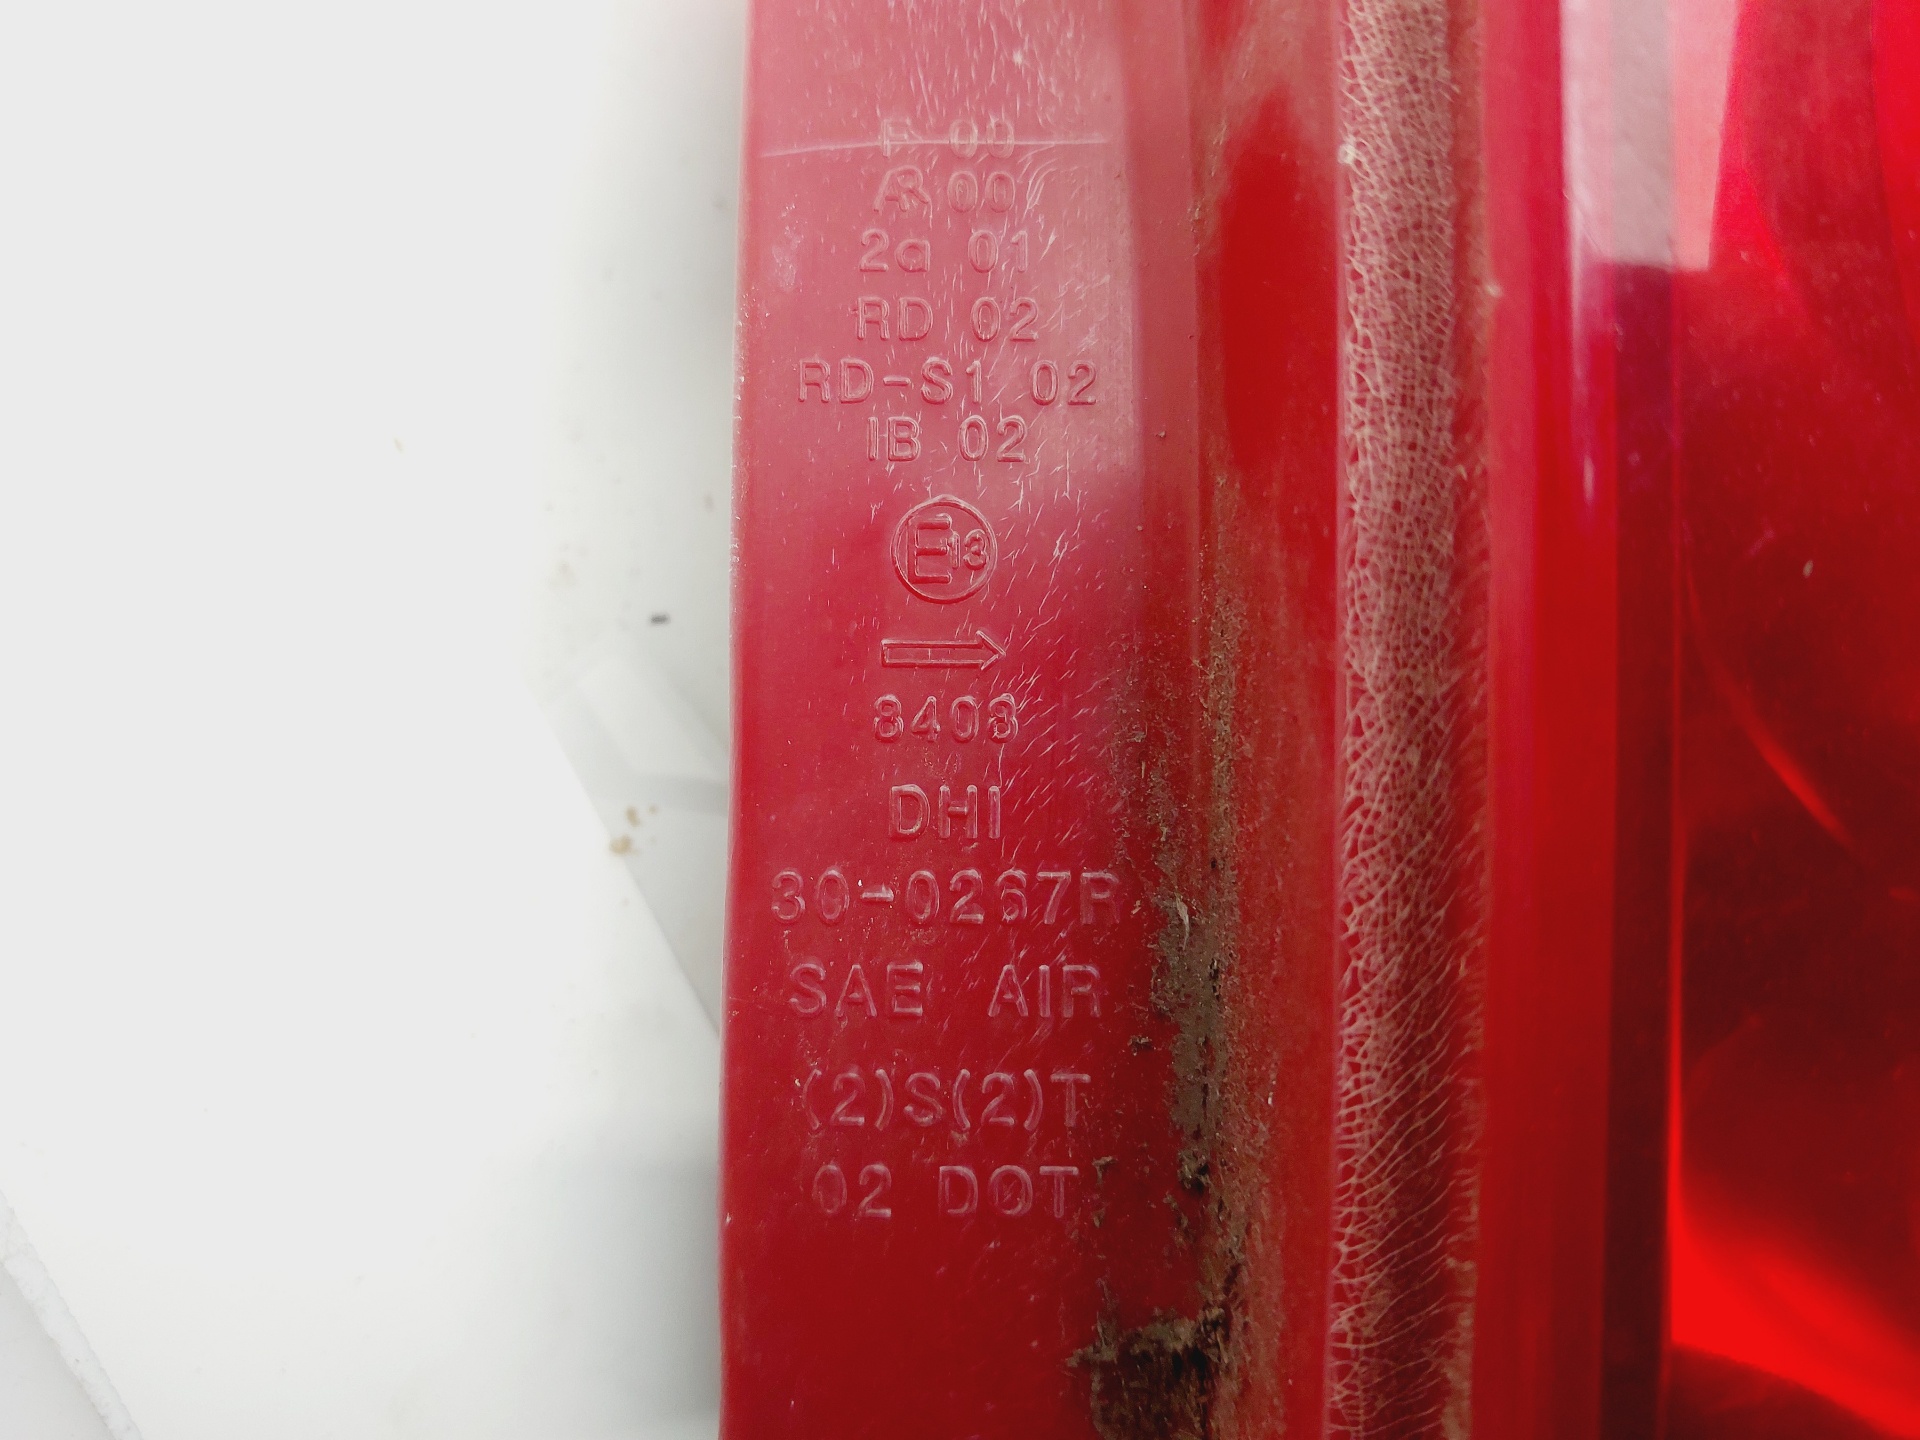 F 00
AR 00
2a 01
RD 02
RD-S1 02
IB 02
E13
8408
DHI
30-0267R
SAE AIR
(2)S(2)T
02 DOT